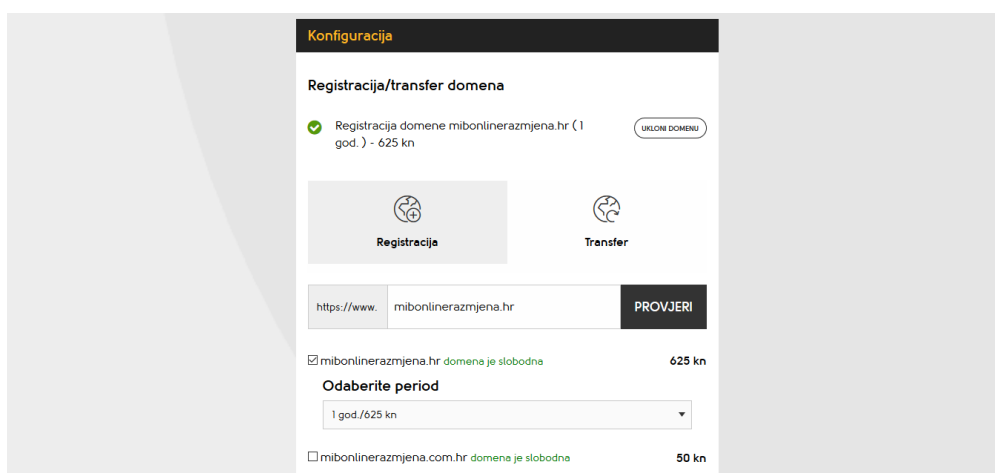 Konfiguracija
Registracija/transfer domena
Registracija domene mibonlinerazmjena.hr ( 1
god. ) - 625 kn
UKLONI DOMENU
Registracija
Transfer
https://www. mibonlinerazmjena.hr PROVJERI
mibonlinerazmjena.hr domena je slobodna 625 kn
Odaberite period
1 god./625 kn
mibonlinerazmjena.com.hr domena je slobodna 50 kn